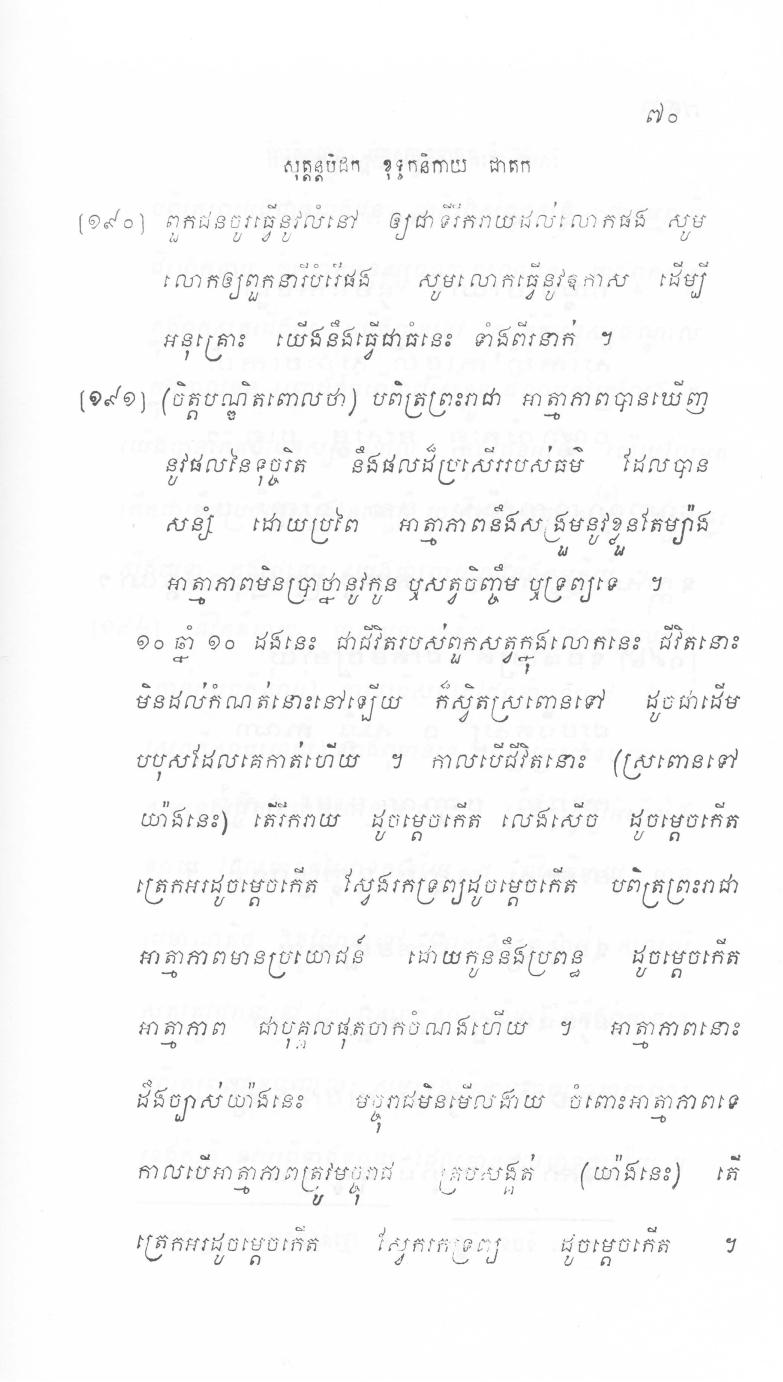 ៧០
សុត្តន្តបិដក ខុទ្ទកនិកាយ ជាតក
(១៩០) ពួកជនចូរធ្វើនូវលំនៅ ឲ្យជាទីរីករាយដល់លោកផង សូម
លោកឲ្យពួកនារីបំរើផង សូមលោកធ្វើនូវឱកាស ដើម្បី
អនុគ្រោះ យើងនឹងធ្វើជាធំនេះ ទាំងពីរនាក់ ។
(១៩១) (ចិត្តបណ្ឌិតពោលថា) បពិត្រព្រះរាជា អាត្មាភាពបានឃើញ
នូវផលនៃទុច្ចរិត នឹងផលដ៏ប្រសើររបស់ធម៌ ដែលបាន
សន្សំ ដោយប្រពៃ អាត្មាភាពនឹងសង្រួមនូវខ្លួនតែម្យ៉ាង
អាត្មាភាពមិនប្រាថ្នានូវកូន ឬសត្វចិញ្ចឹម ឬទ្រព្យទេ ។
១០ ឆ្នាំ ១០ ដងនេះ ជាជីវិតរបស់ពួកសត្វក្នុងលោកនេះ ជីវិតនោះ
មិនដល់កំណត់នោះនៅឡើយ ក៏ស្វិតស្រពោនទៅ ដូចជាដើម
បបុសដែលគេកាត់ហើយ ។ កាលបើជីវិតនោះ (ស្រពោនទៅ
យ៉ាងនេះ) តើរីករាយ ដូចម្តេចកើត លេងសើច ដូចម្តេចកើត
ត្រេកអរដូចម្តេចកើត ស្វែងរកទ្រព្យដូចម្តេចកើត បពិត្រព្រះរាជា
អាត្មាភាពមានប្រយោជន៍ ដោយកូននឹងប្រពន្ធ ដូចម្តេចកើត
អាត្មាភាព ជាបុគ្គលផុតចាកចំណងហើយ ។ អាត្មាភាពនោះ
ដឹងច្បាស់យ៉ាងនេះ មច្ចុរាជមិនមើលងាយ ចំពោះអាត្មាភាពទេ
កាលបើអាត្មាភាពត្រូវមច្ចុរាជ គ្របសង្កត់ (យ៉ាងនេះ) តើ
ត្រេកអរដូចម្តេចកើត ស្វែករកទ្រព្យ ដូចម្តេចកើត ។